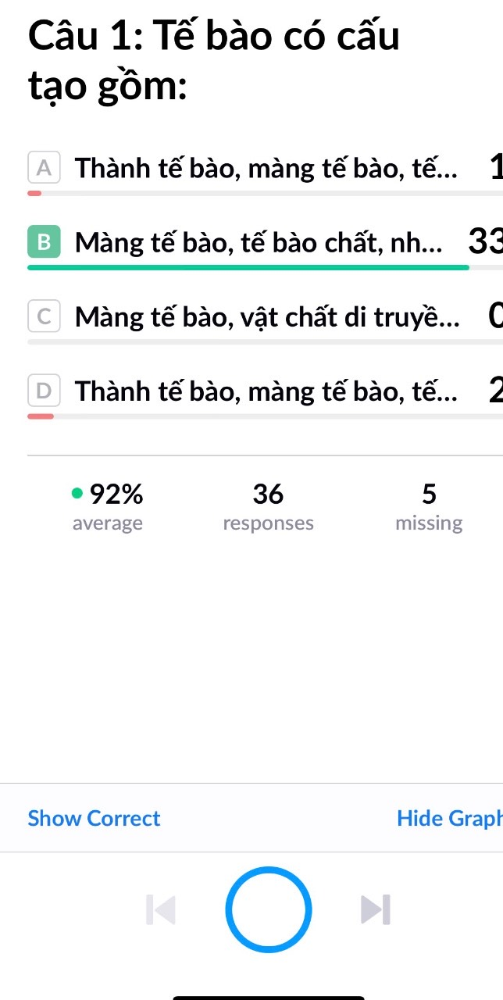 Câu 1: Tế bào có cấu
tạo gồm:
A Thành tế bào, màng tế bào, tế... 1
B Màng tế bào, tế bào chất, nh... 33
C Màng tế bào, vật chất di truyề... 0
D Thành tế bào, màng tế bào, tế... 2
92% 36 5
average responses missing
Show Correct Hide Graph